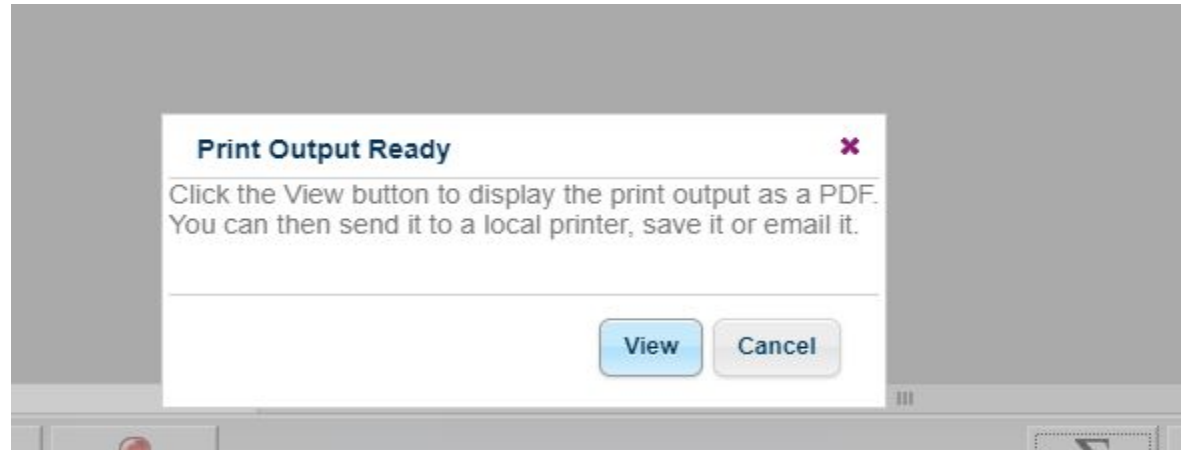 Print Output Ready
Click the View button to display the print output as a PDF.
You can then send it to a local printer, save it or email it.
View Cancel